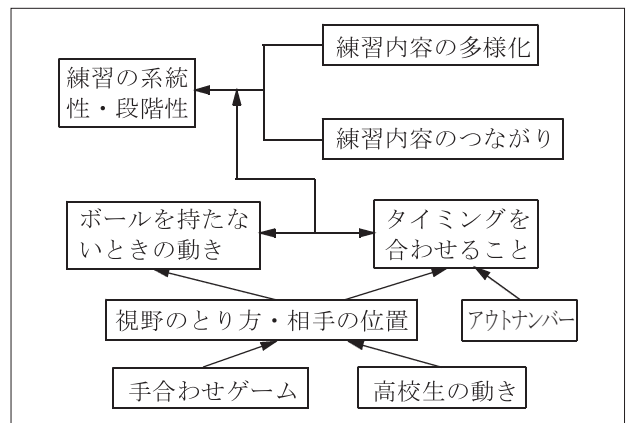 練習内容の多様化
練習の系統
性・段階性
練習内容のつながり
ボールを持たな
いときの動き
タイミングを
合わせること
視野のとり方・相手の位置
アウトナンバー
手合わせゲーム
高校生の動き